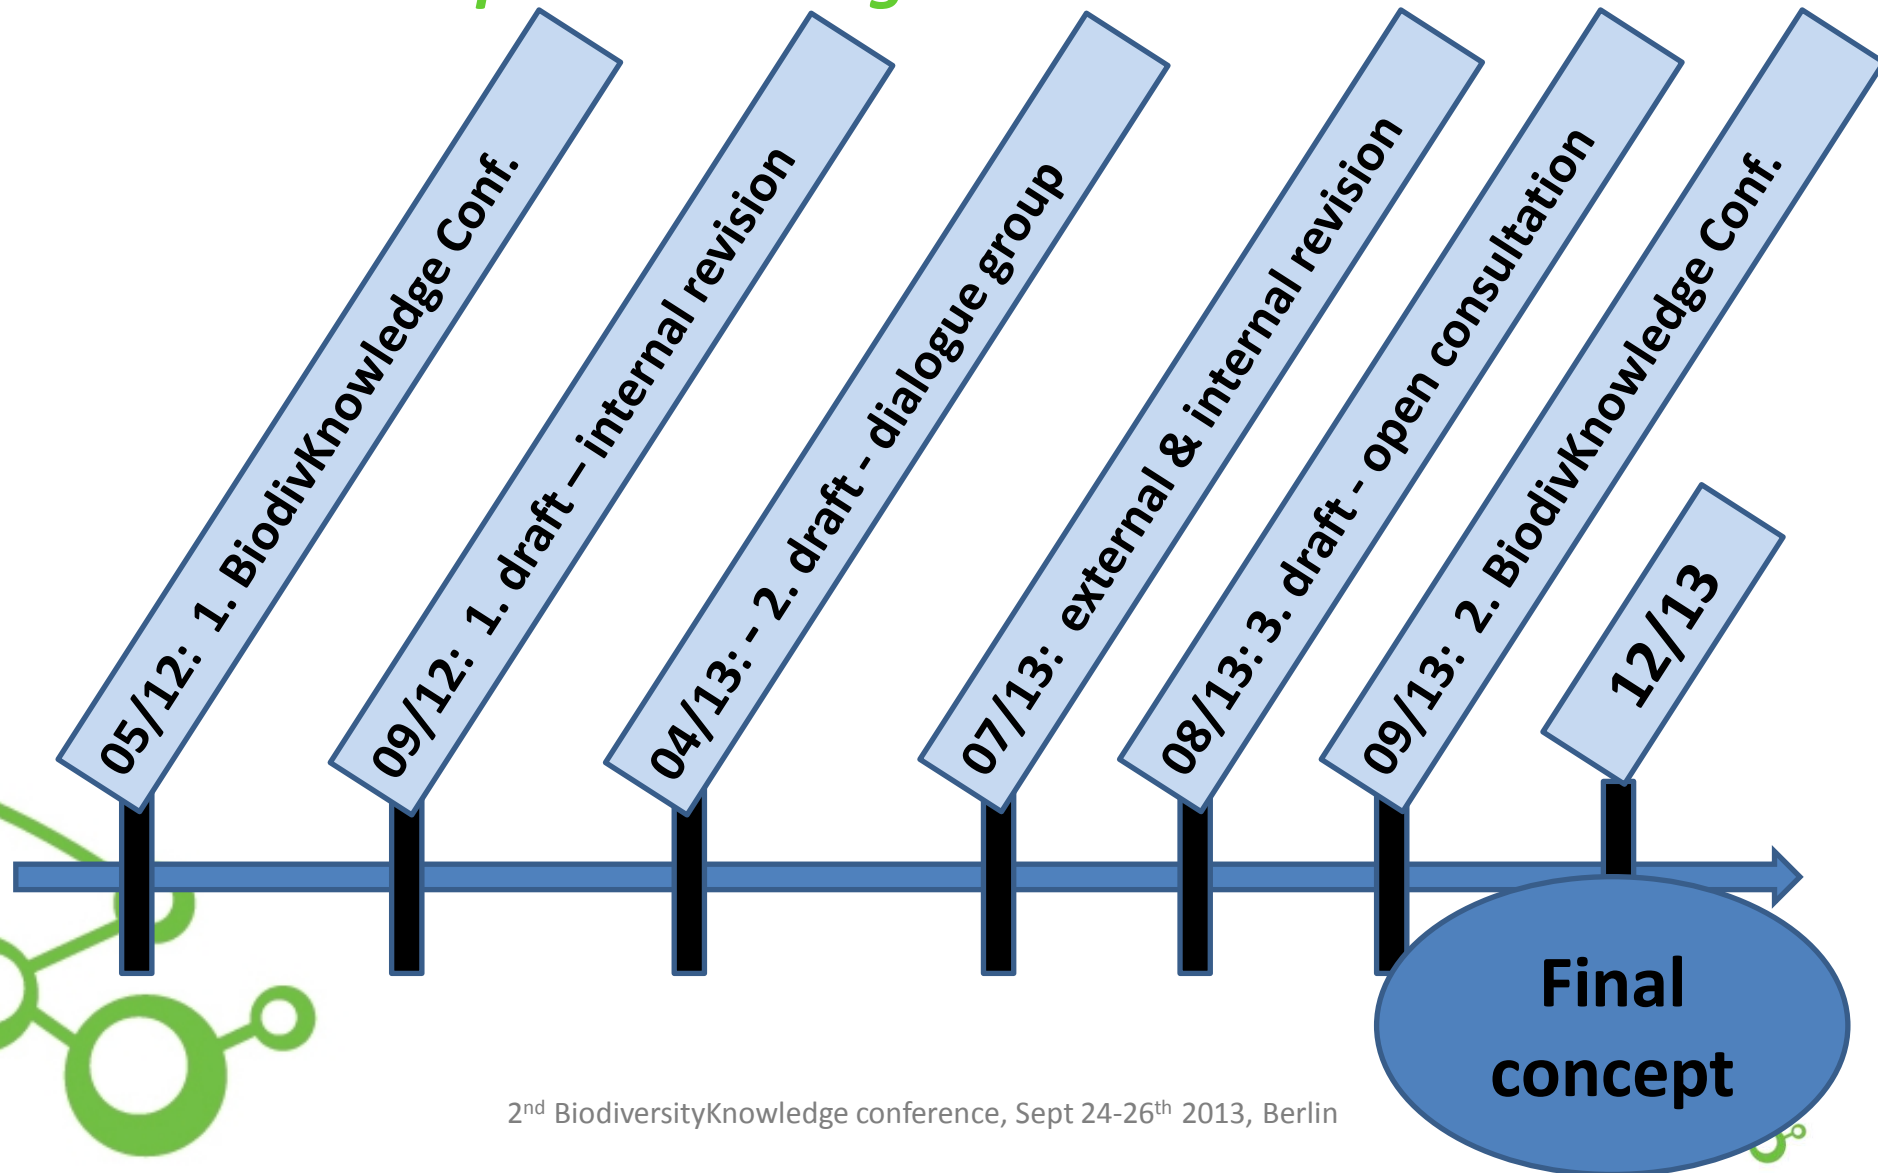 05/12: 1. BiodivKnowledge Conf.
09/12: 1. draft – internal revision
04/13: - 2. draft - dialogue group
07/13: external & internal revision
08/13: 3. draft - open consultation
09/13: 2. BiodivKnowledge Conf.
12/13
Final
concept
2nd BiodiversityKnowledge conference, Sept 24-26th 2013, Berlin